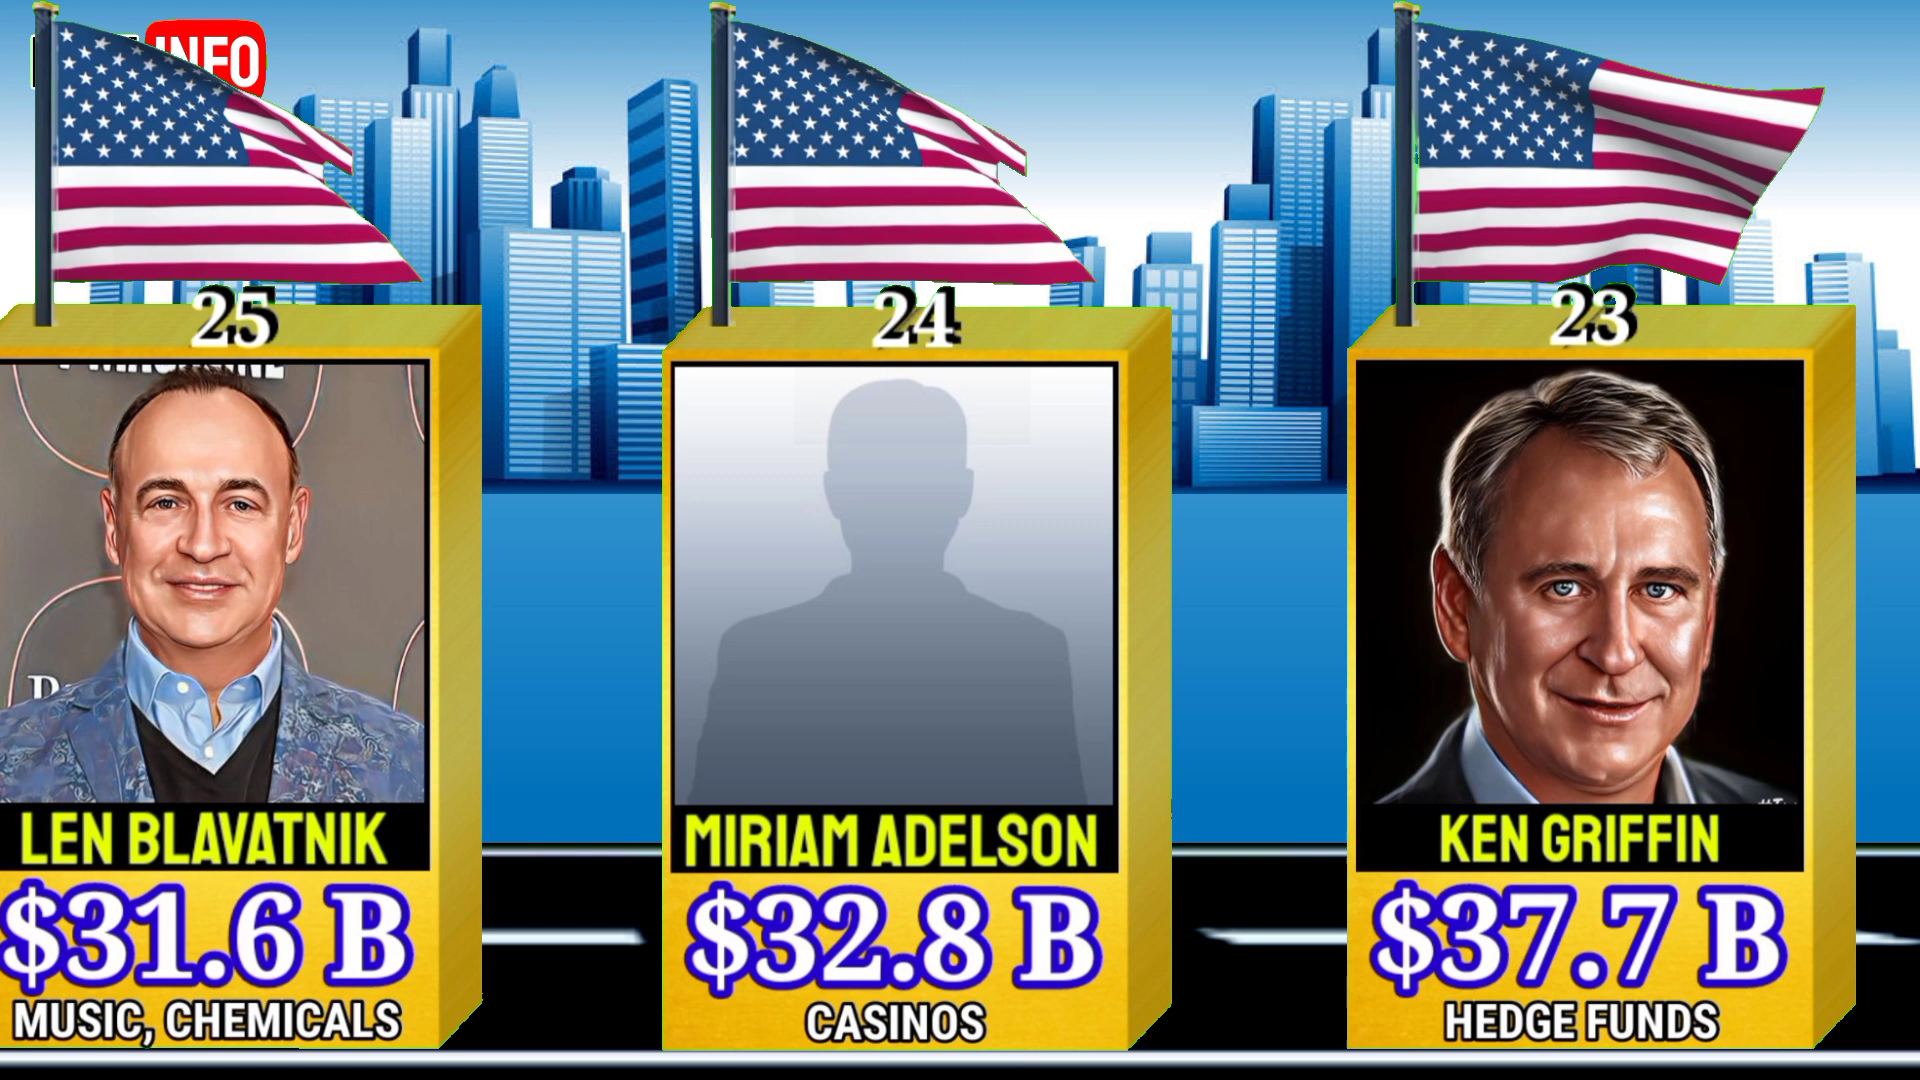 INFO
25
24
23
LEN BLAVATNIK
$31.6 B
MUSIC, CHEMICALS
MIRIAM ADELSON
$32.8 B
CASINOS
KEN GRIFFIN
$37.7 B
HEDGE FUNDS